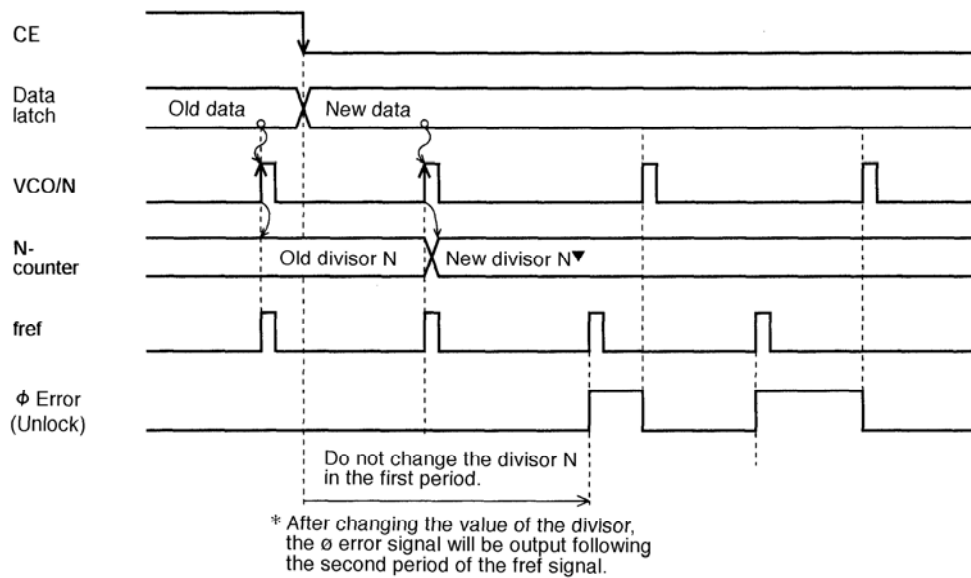 CE
Data
latch
Old data
New data
VCO/N
N-
counter
Old divisor N
New divisor N▼
fref
ϕ Error
(Unlock)
Do not change the divisor N
in the first period.
* After changing the value of the divisor,
the ø error signal will be output following
the second period of the fref signal.